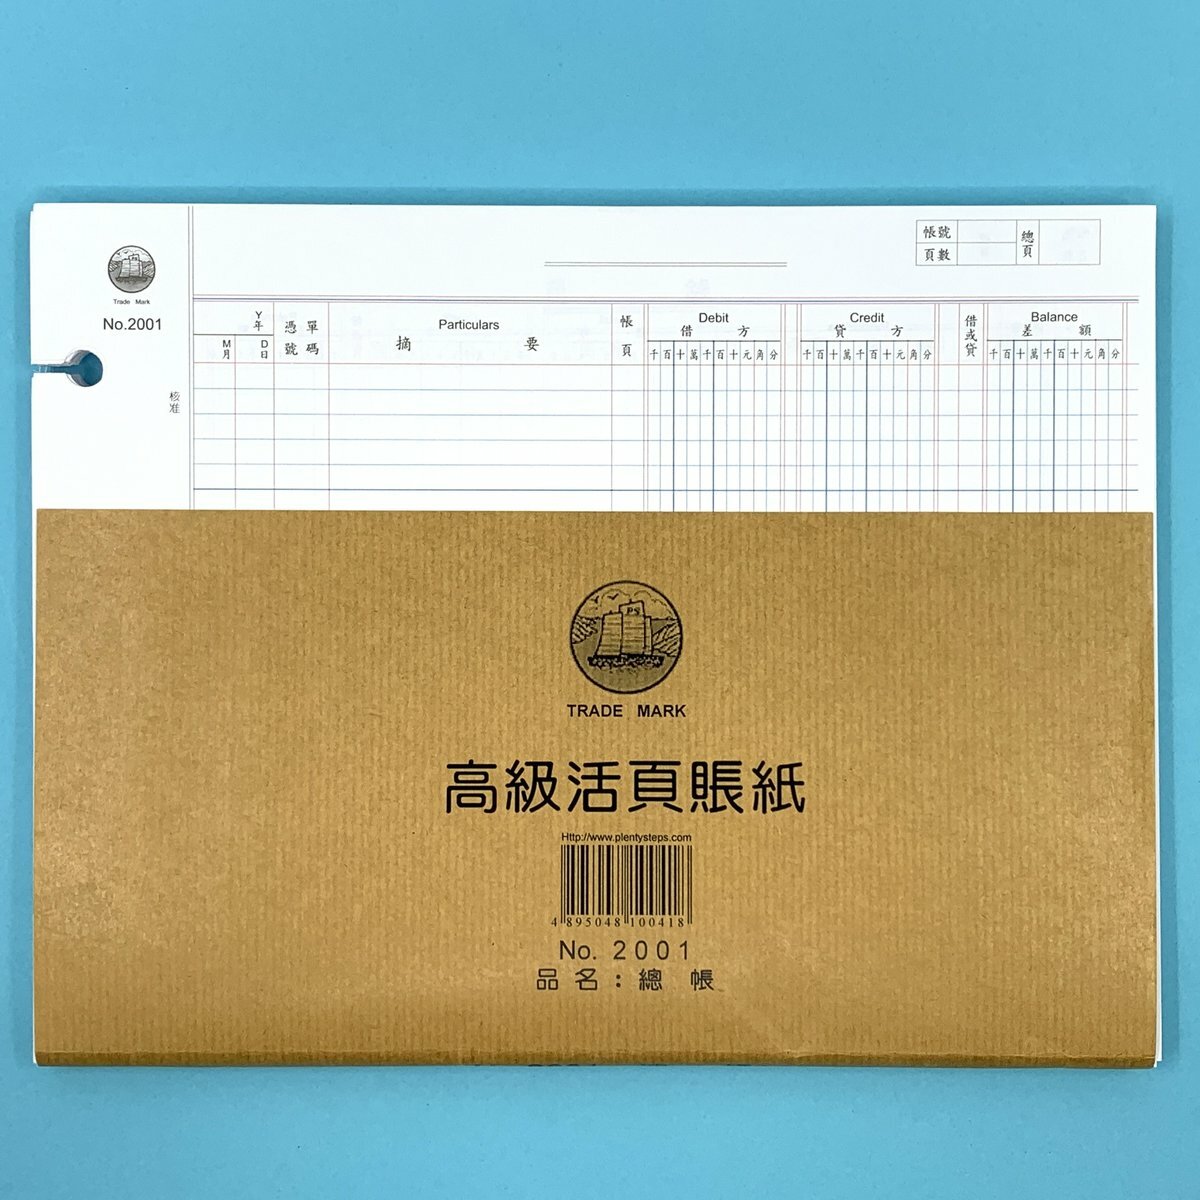 Trade Mark
No.2001
核准
帳號
頁數
總頁
Y
年
M
月
D
日
憑單
號碼
Particulars
摘 要
帳頁
Debit
借 方
千百十萬千百十元角分
Credit
貸 方
千百十萬千百十元角分
借或貸
Balance
差 額
千百十萬千百十元角分
PS
TRADE MARK
高級活頁賬紙
Http://www.plentysteps.com
4 895048 100418
No. 2001
品名：總 帳